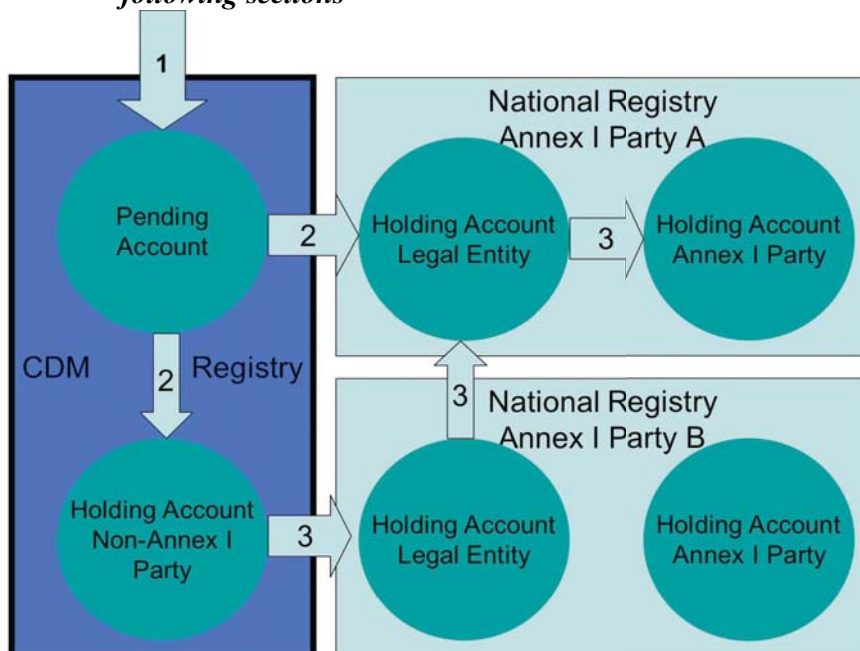 following sections
1
Pending
Account
2
CDM
Registry
2
Holding Account
Non-Annex I
Party
3
National Registry
Annex I Party A
Holding Account
Legal Entity
3
Holding Account
Annex I Party
3
National Registry
Annex I Party B
Holding Account
Legal Entity
Holding Account
Annex I Party